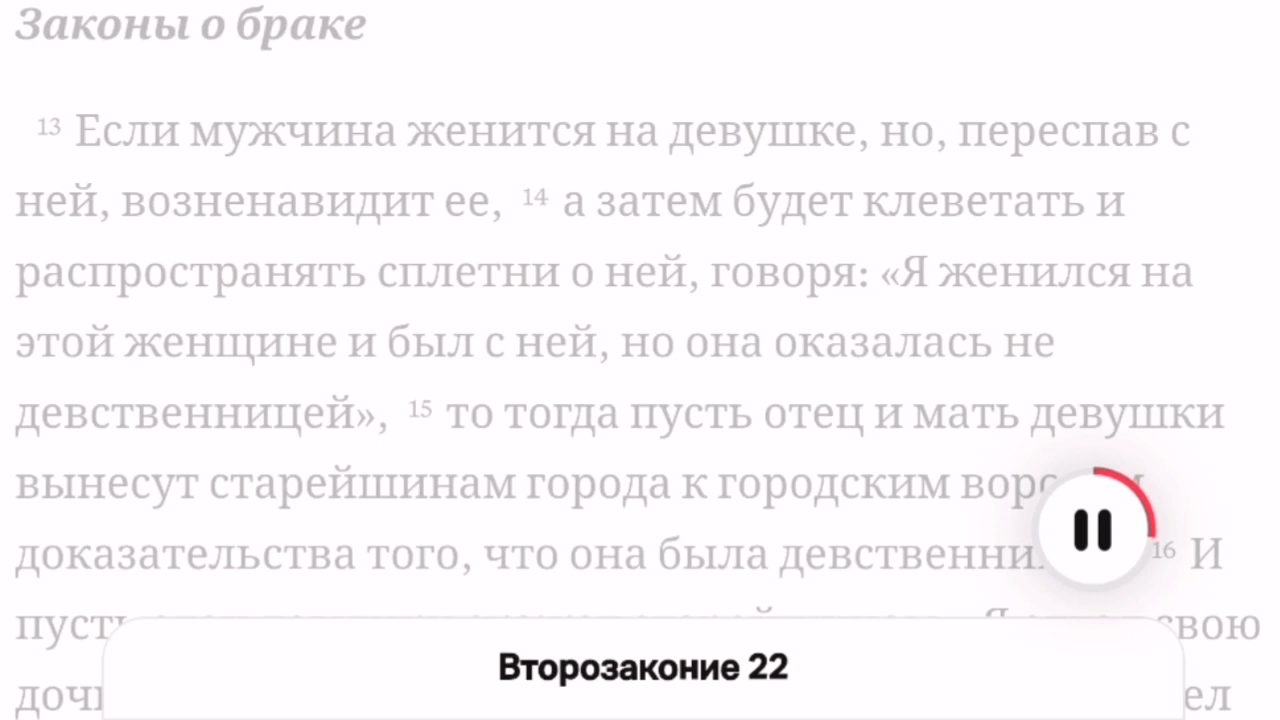 Законы о браке
13 Если мужчина женится на девушке, но, переспав с
ней, возненавидит ее, 14 а затем будет клеветать и
распространять сплетни о ней, говоря: «Я женился на
этой женщине и был с ней, но она оказалась не
девственницей», 15 то тогда пусть отец и мать девушки
вынесут старейшинам города к городским
доказательства того, что она была 16 И
свою
Второзаконие 22